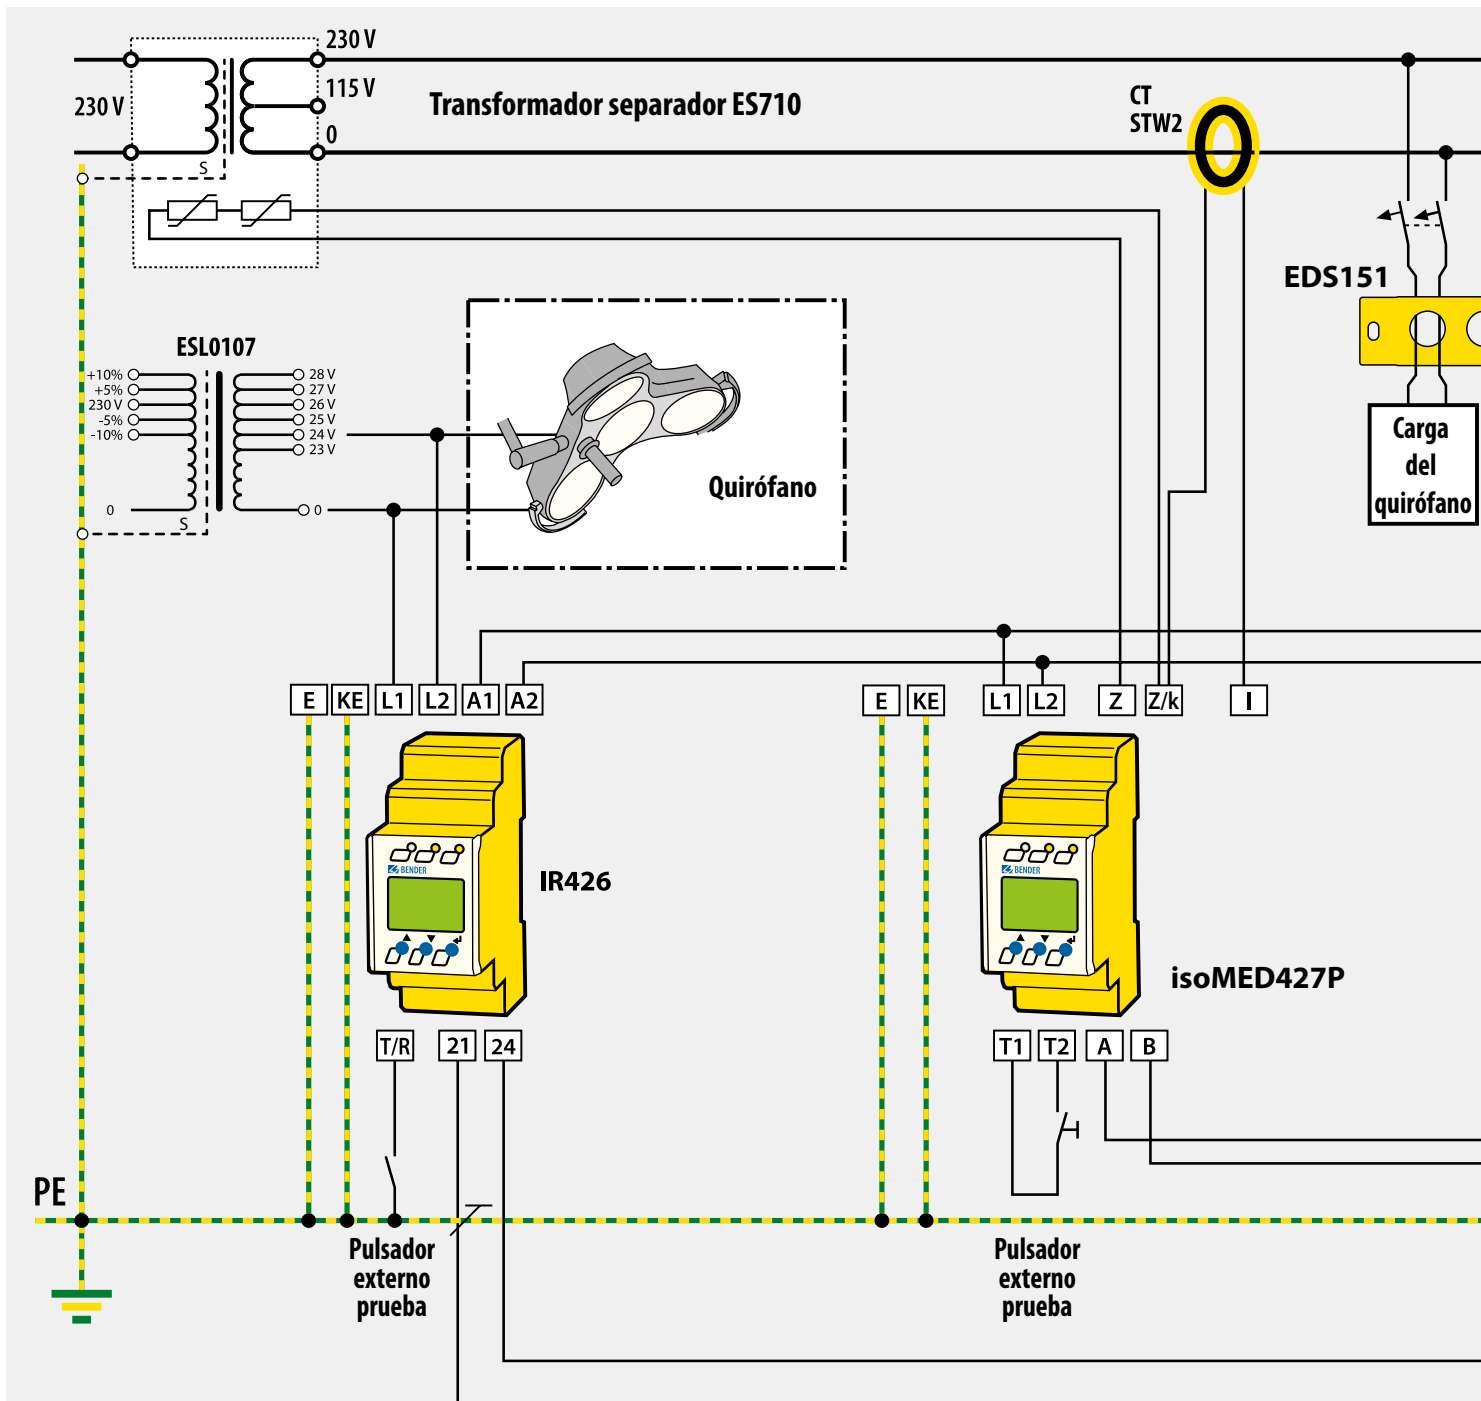 230 V
230 V
115 V
0
S
Transformador separador ES710
CT
STW2
EDS151
Carga
del
quirófano
ESL0107
+10%
+5%
230 V
-5%
-10%
0
S
28 V
27 V
26 V
25 V
24 V
23 V
0
Quirófano
E KE L1 L2 A1 A2
E KE L1 L2 Z Z/k I
BENDER
IR426
BENDER
isoMED427P
T/R 21 24
T1 T2 A B
PE
Pulsador
externo
prueba
Pulsador
externo
prueba